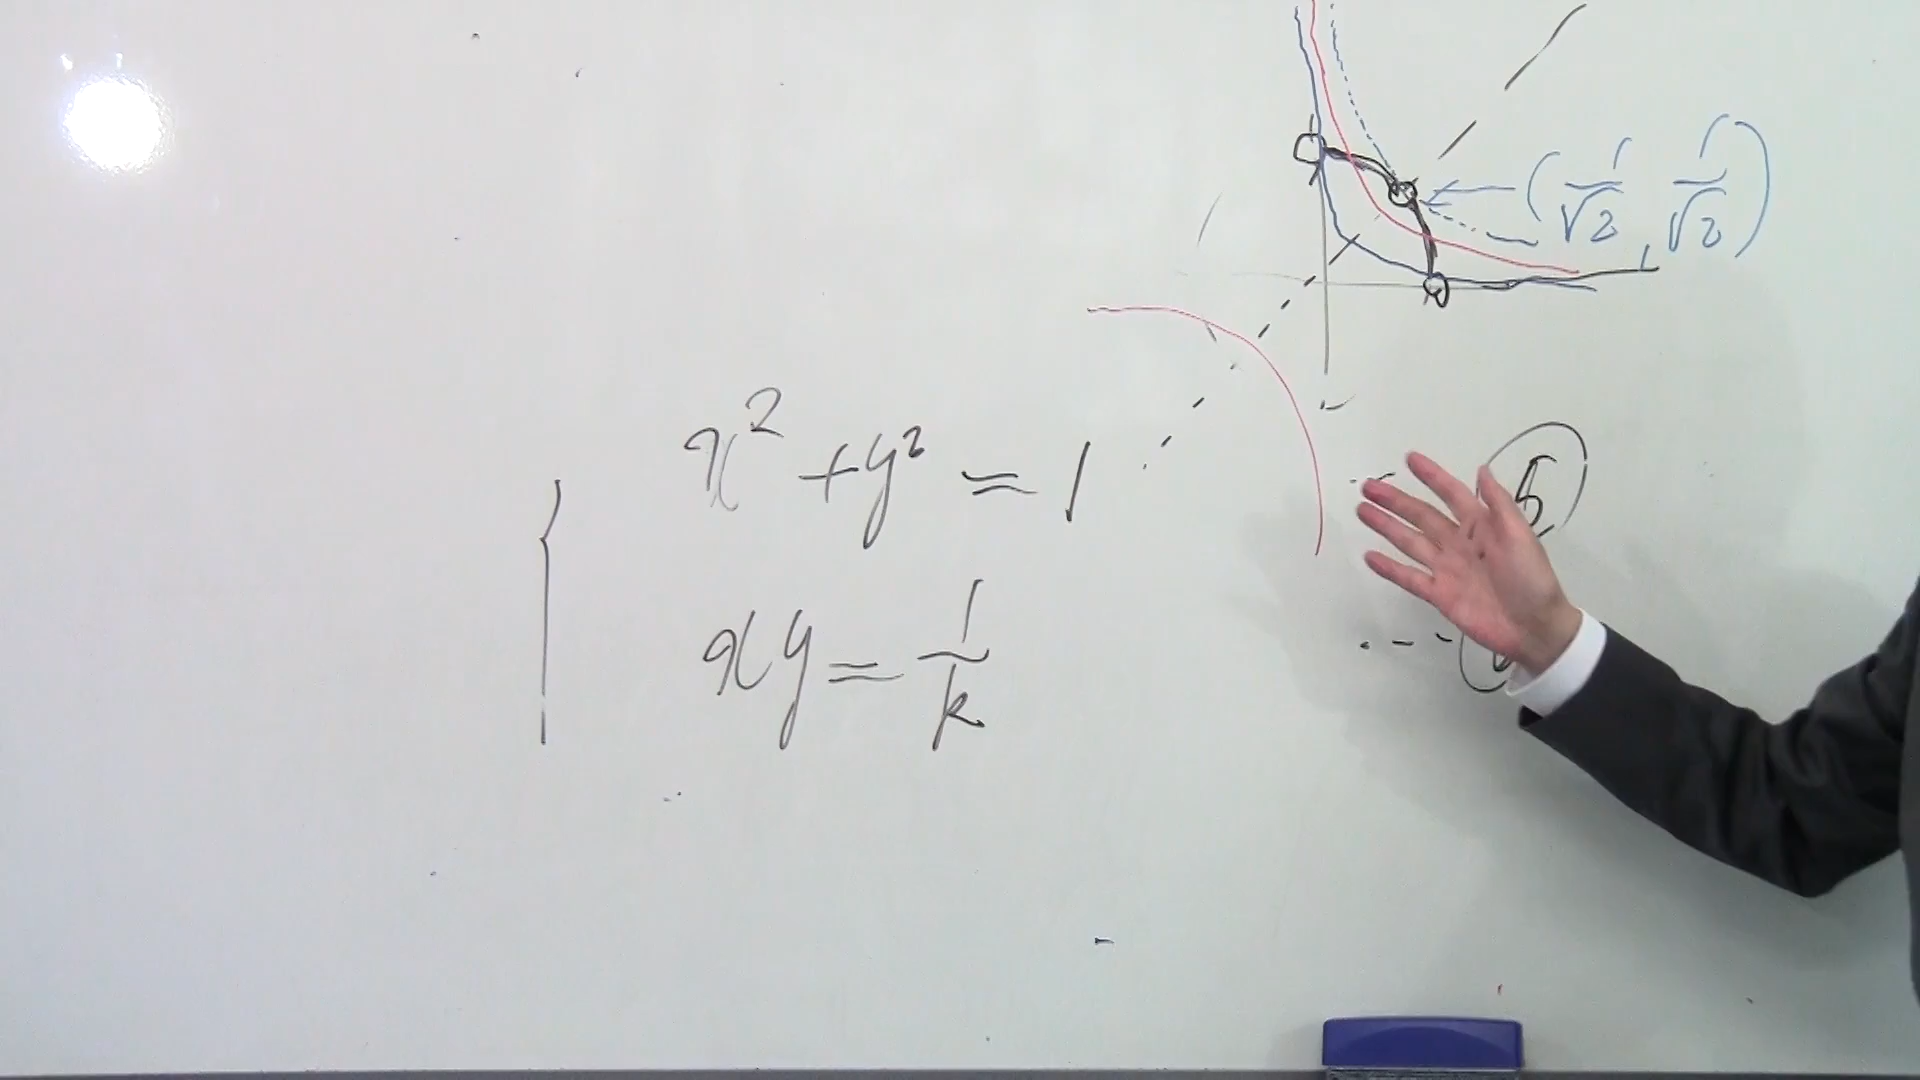 (1/√2, 1/√2)
x² + y² = 1 ... ⑤
xy = 1/k ...